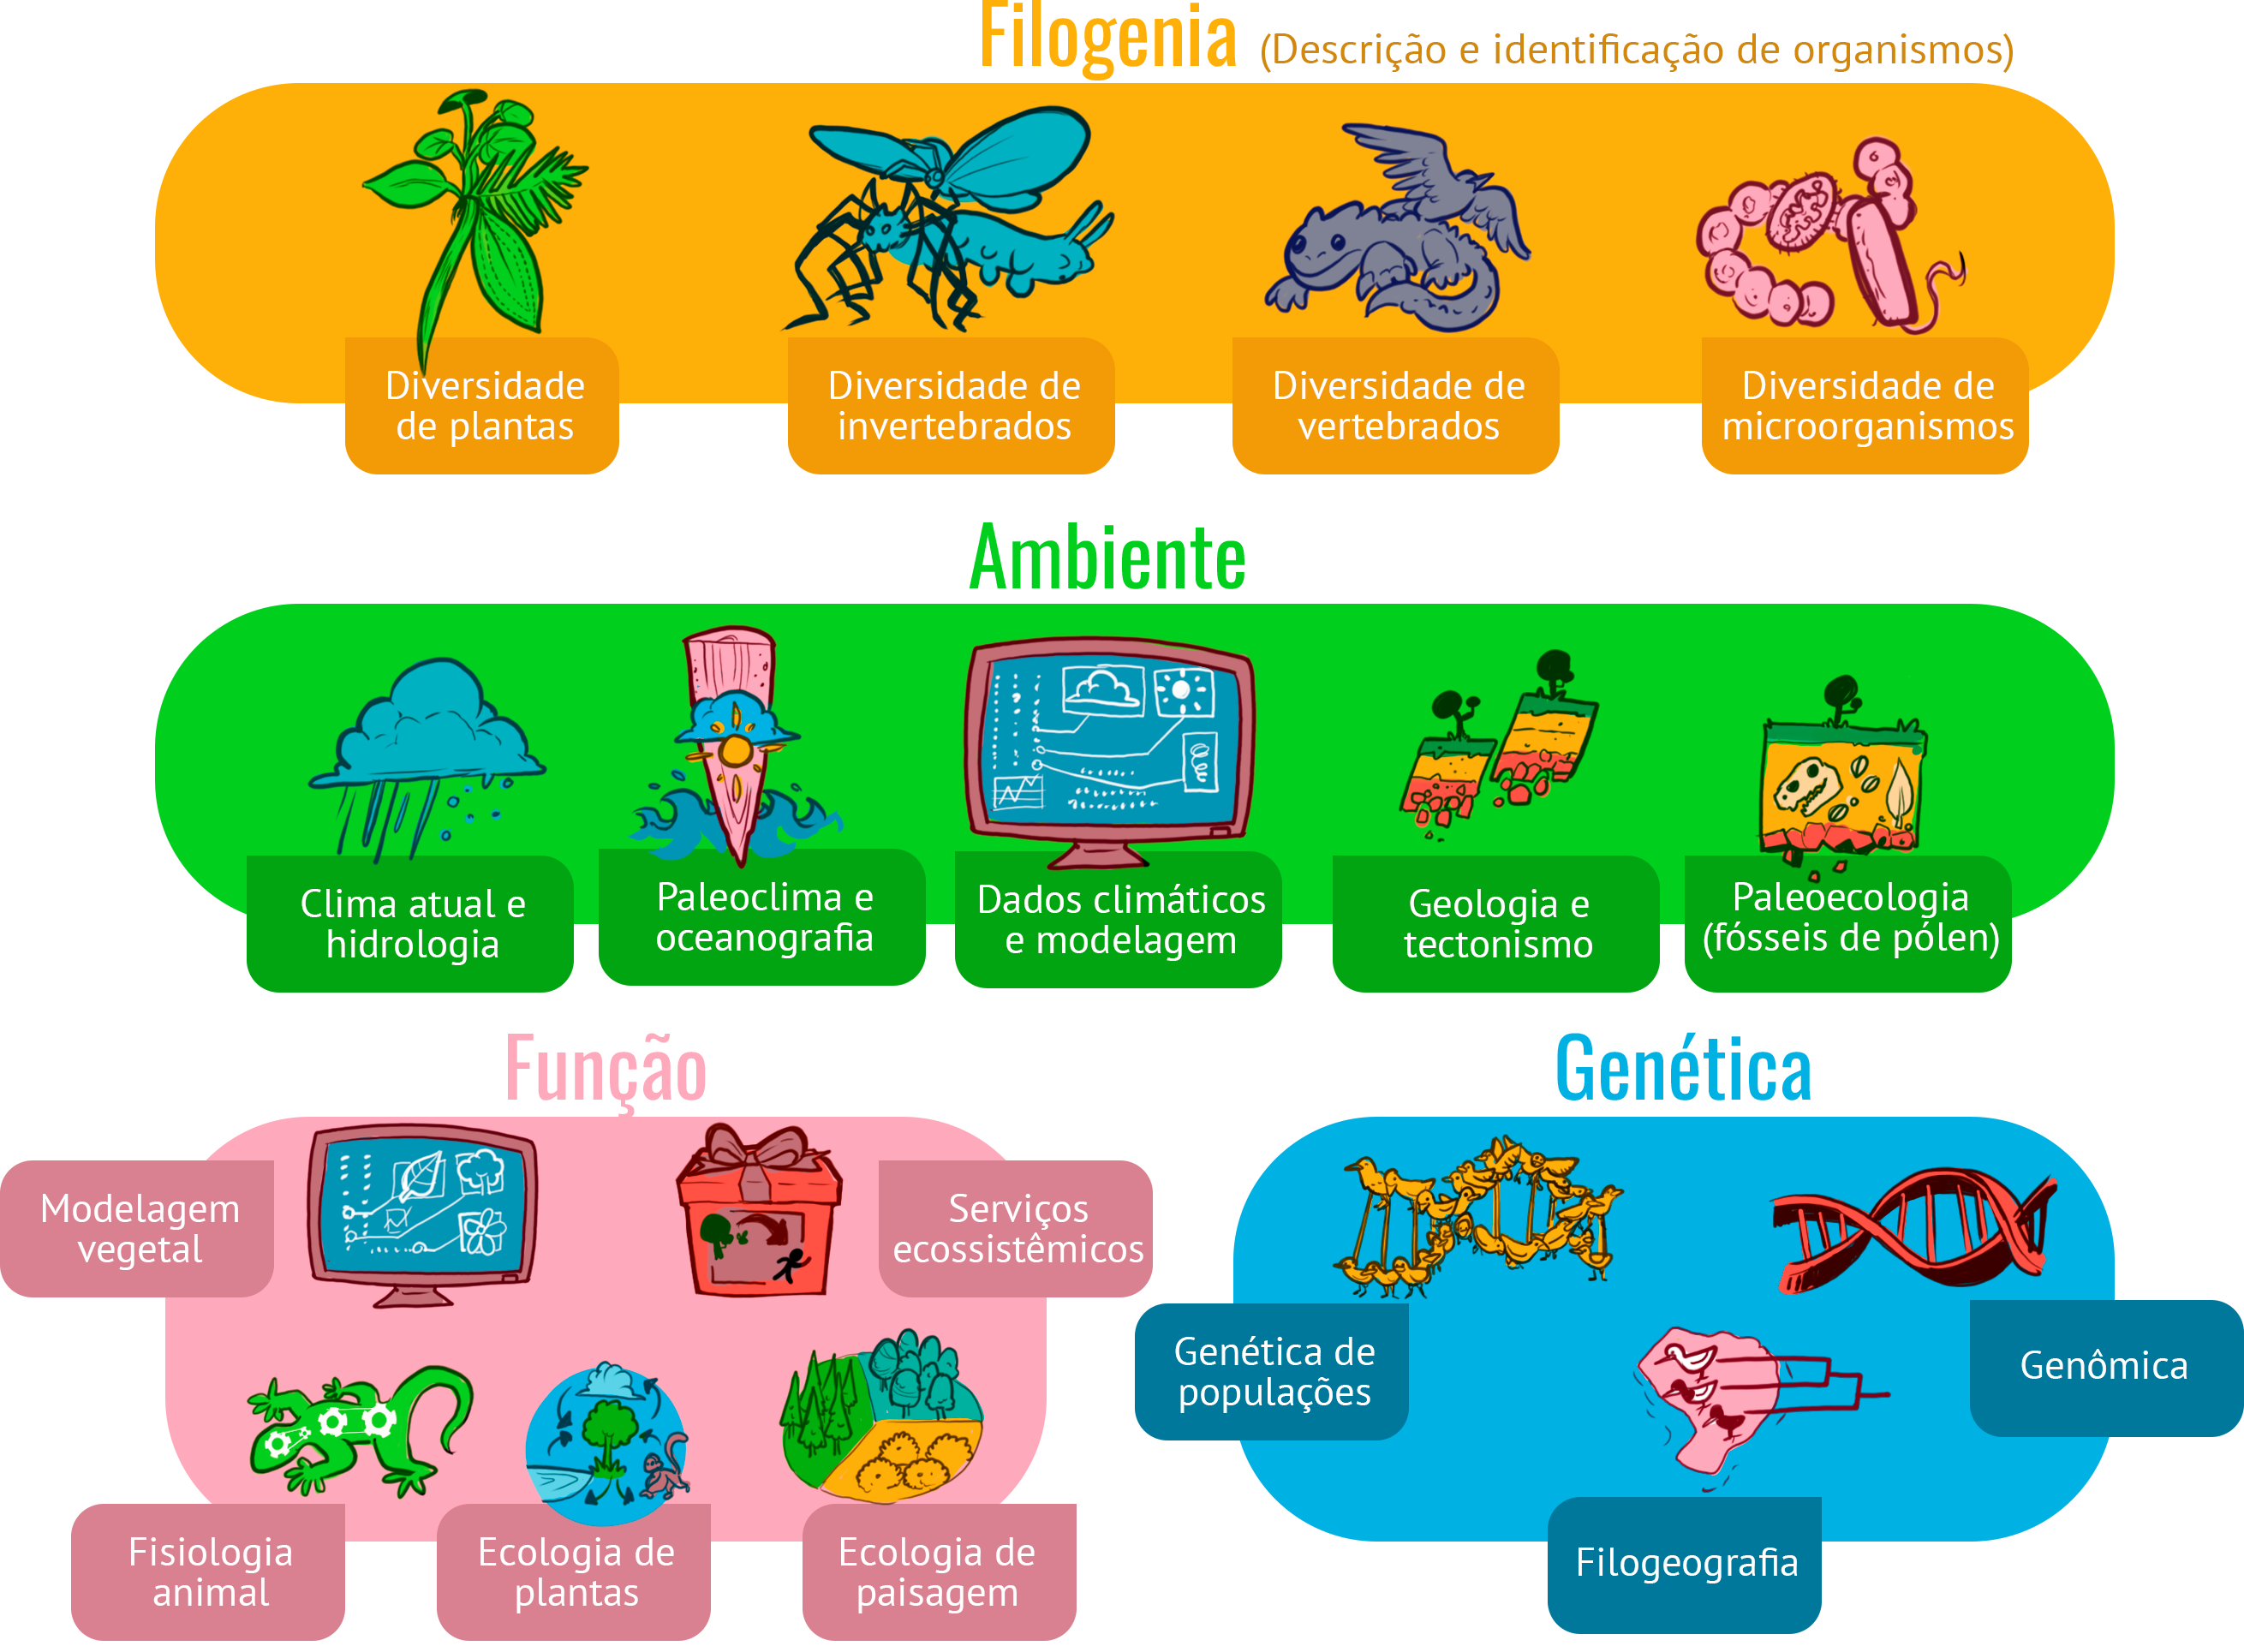 Filogenia (Descrição e identificação de organismos)
Diversidade
de plantas
Diversidade de
invertebrados
Diversidade de
vertebrados
Diversidade de
microorganismos
Ambiente
Clima atual e
hidrologia
Paleoclima e
oceanografia
Dados climáticos
e modelagem
Geologia e
tectonismo
Paleoecologia
(fósseis de pólen)
Função
Modelagem
vegetal
Serviços
ecossistêmicos
Fisiologia
animal
Ecologia de
plantas
Ecologia de
paisagem
Genética
Genética de
populações
Genômica
Filogeografia